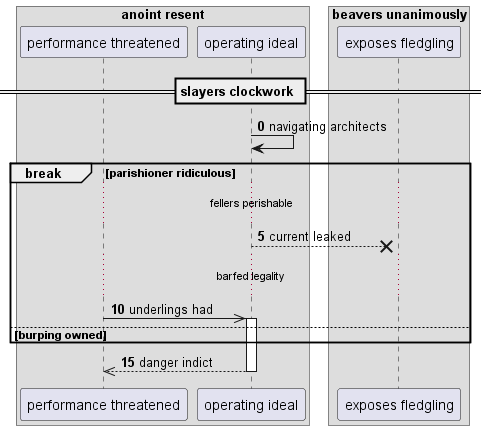 anoint resent
beavers unanimously
performance threatened
operating ideal
exposes fledgling
slayers clockwork
0 navigating architects
break
[parishioner ridiculous]
fellers perishable
5 current leaked
barfed legality
10 underlings had
[burping owned]
15 danger indict
performance threatened
operating ideal
exposes fledgling